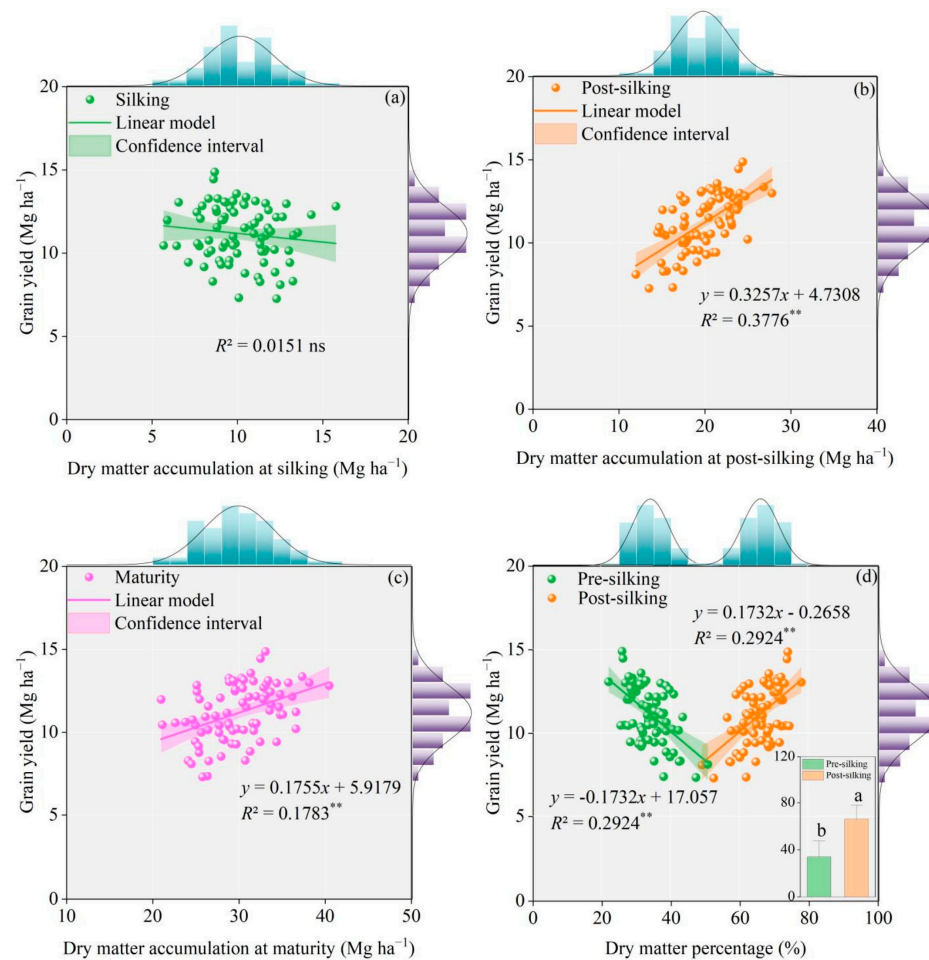 (a)
Silking
Linear model
Confidence interval
20
15
10
5
0
Grain yield (Mg ha⁻¹)
R² = 0.0151 ns
0 5 10 15 20
Dry matter accumulation at silking (Mg ha⁻¹)
(b)
Post-silking
Linear model
Confidence interval
20
15
10
5
0
Grain yield (Mg ha⁻¹)
y = 0.3257x + 4.7308
R² = 0.3776**
0 10 20 30 40
Dry matter accumulation at post-silking (Mg ha⁻¹)
(c)
Maturity
Linear model
Confidence interval
20
15
10
5
0
Grain yield (Mg ha⁻¹)
y = 0.1755x + 5.9179
R² = 0.1783**
10 20 30 40 50
Dry matter accumulation at maturity (Mg ha⁻¹)
(d)
Pre-silking
Post-silking
20
15
10
5
0
Grain yield (Mg ha⁻¹)
y = 0.1732x - 0.2658
R² = 0.2924**
y = -0.1732x + 17.057
R² = 0.2924**
120
80
40
0
Pre-silking
Post-silking
b
a
0 20 40 60 80 100
Dry matter percentage (%)